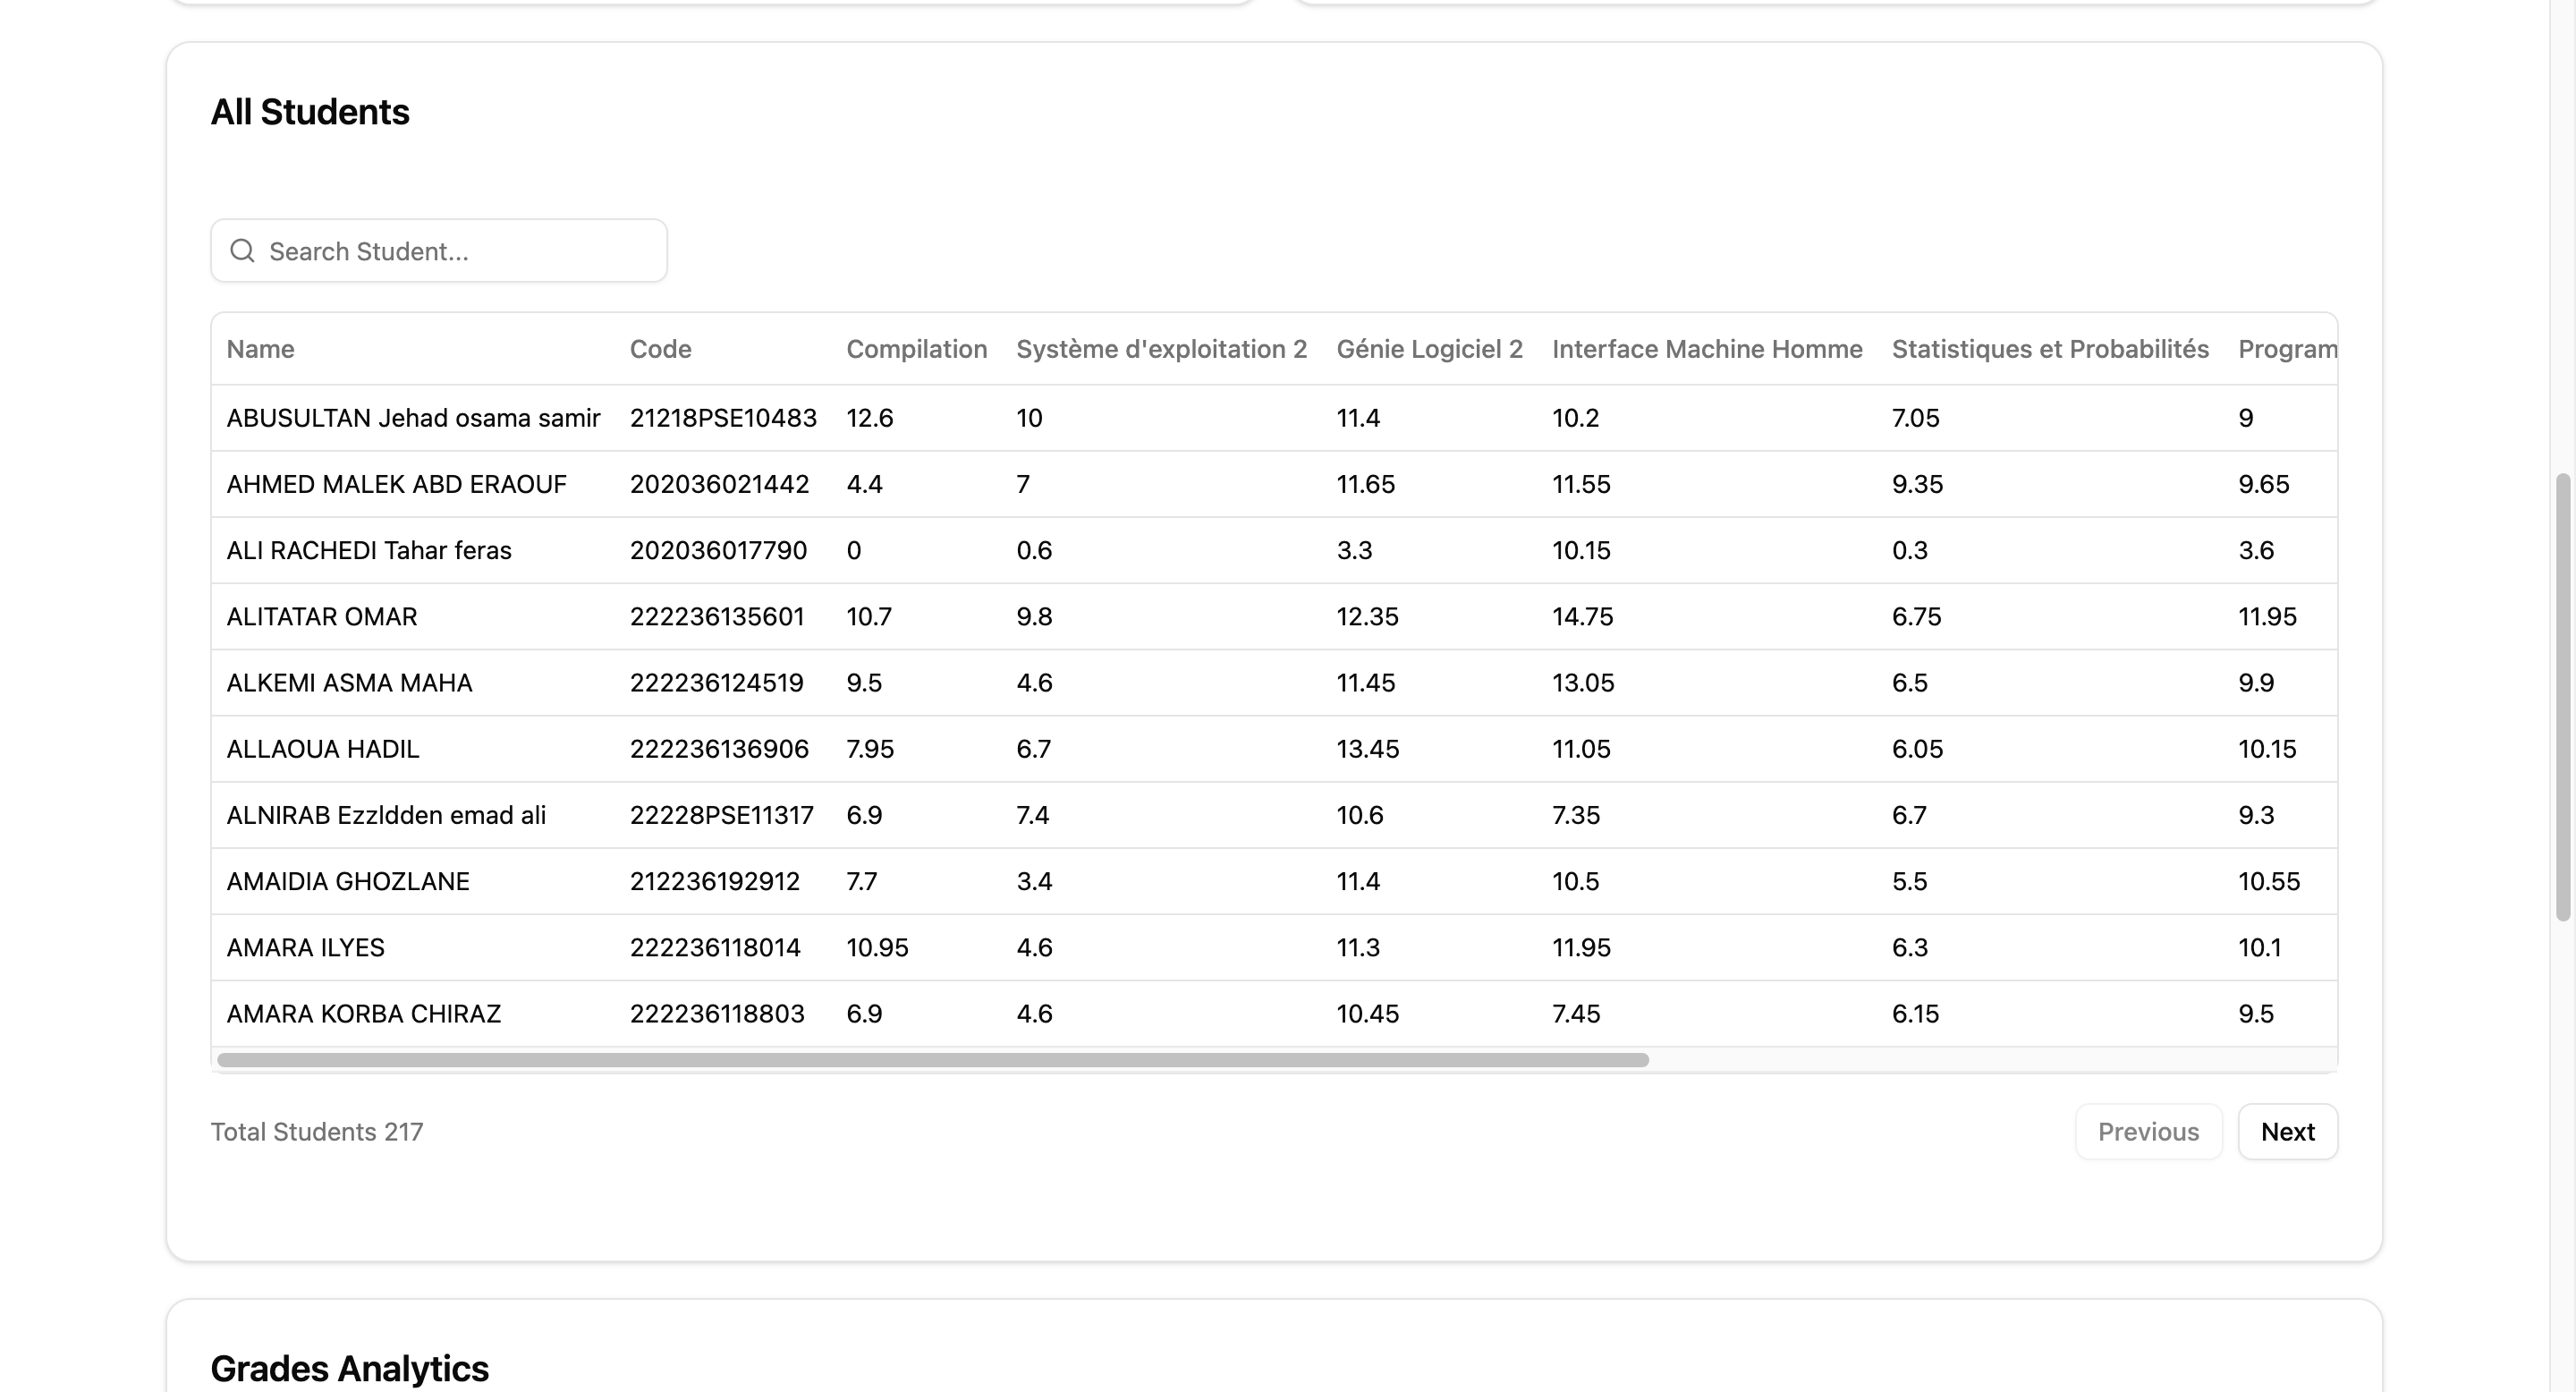 All Students
Search Student...
Name Code Compilation Système d'exploitation 2 Génie Logiciel 2 Interface Machine Homme Statistiques et Probabilités Program
ABUSULTAN Jehad osama samir 21218PSE10483 12.6 10 11.4 10.2 7.05 9
AHMED MALEK ABD ERAOUF 202036021442 4.4 7 11.65 11.55 9.35 9.65
ALI RACHEDI Tahar feras 202036017790 0 0.6 3.3 10.15 0.3 3.6
ALITATAR OMAR 222236135601 10.7 9.8 12.35 14.75 6.75 11.95
ALKEMI ASMA MAHA 222236124519 9.5 4.6 11.45 13.05 6.5 9.9
ALLAOUA HADIL 222236136906 7.95 6.7 13.45 11.05 6.05 10.15
ALNIRAB Ezzldden emad ali 22228PSE11317 6.9 7.4 10.6 7.35 6.7 9.3
AMAIDIA GHOZLANE 212236192912 7.7 3.4 11.4 10.5 5.5 10.55
AMARA ILYES 222236118014 10.95 4.6 11.3 11.95 6.3 10.1
AMARA KORBA CHIRAZ 222236118803 6.9 4.6 10.45 7.45 6.15 9.5
Total Students 217 Previous Next
Grades Analytics